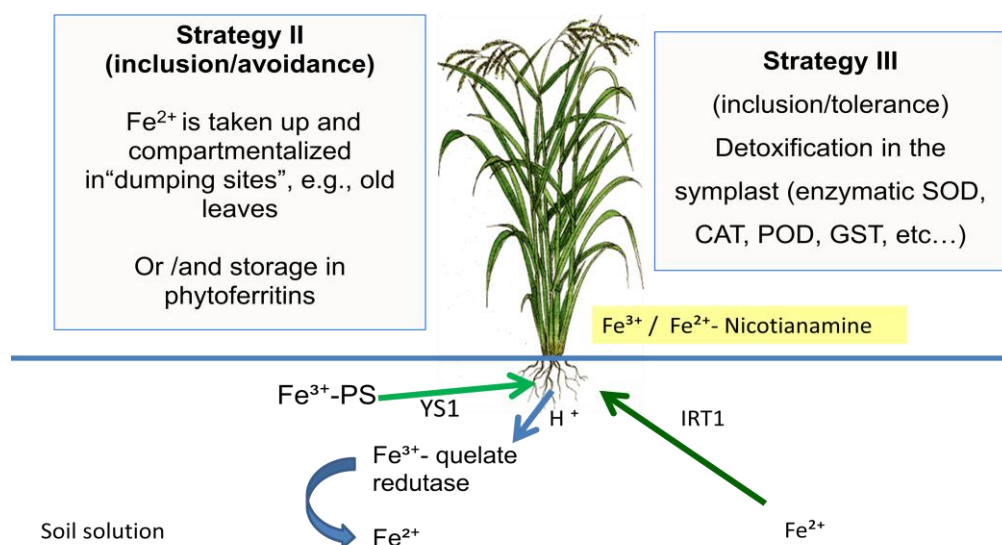 Strategy II
(inclusion/avoidance)
Fe²⁺ is taken up and
compartmentalized
in“dumping sites”, e.g., old
leaves
Or /and storage in
phytoferritins
Strategy III
(inclusion/tolerance)
Detoxification in the
symplast (enzymatic SOD,
CAT, POD, GST, etc…)
Fe³⁺ / Fe²⁺- Nicotianamine
Fe³⁺-PS
YS1
H ⁺
IRT1
Fe³⁺- quelate
redutase
Soil solution
Fe²⁺
Fe²⁺